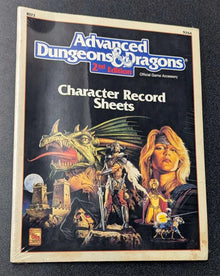 Advanced
Dungeons & Dragons®
2nd Edition
Official Game Accessory
Character Record
Sheets